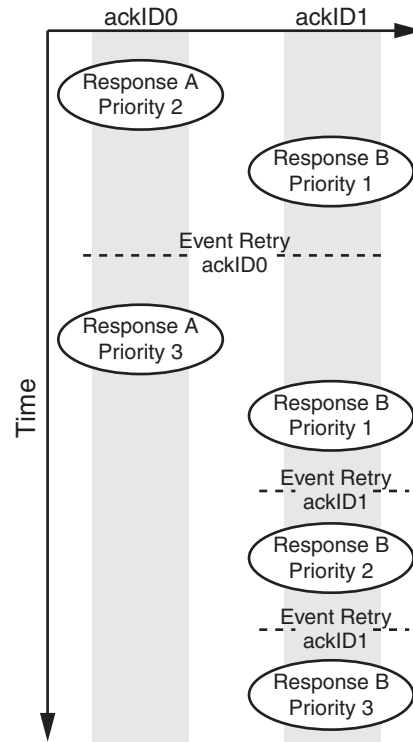 ackID0 ackID1
Response A
Priority 2
Response B
Priority 1
Event Retry
ackID0
Response A
Priority 3
Response B
Priority 1
Event Retry
ackID1
Response B
Priority 2
Event Retry
ackID1
Response B
Priority 3
Time